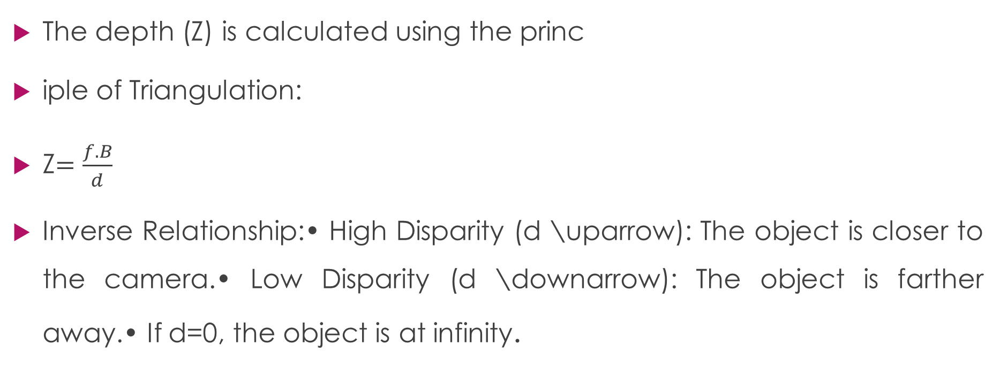 ▶ The depth (Z) is calculated using the princ
▶ iple of Triangulation:
▶ Z= \frac{f.B}{d}
▶ Inverse Relationship:• High Disparity (d \uparrow): The object is closer to
the camera.• Low Disparity (d \downarrow): The object is farther
away.• If d=0, the object is at infinity.